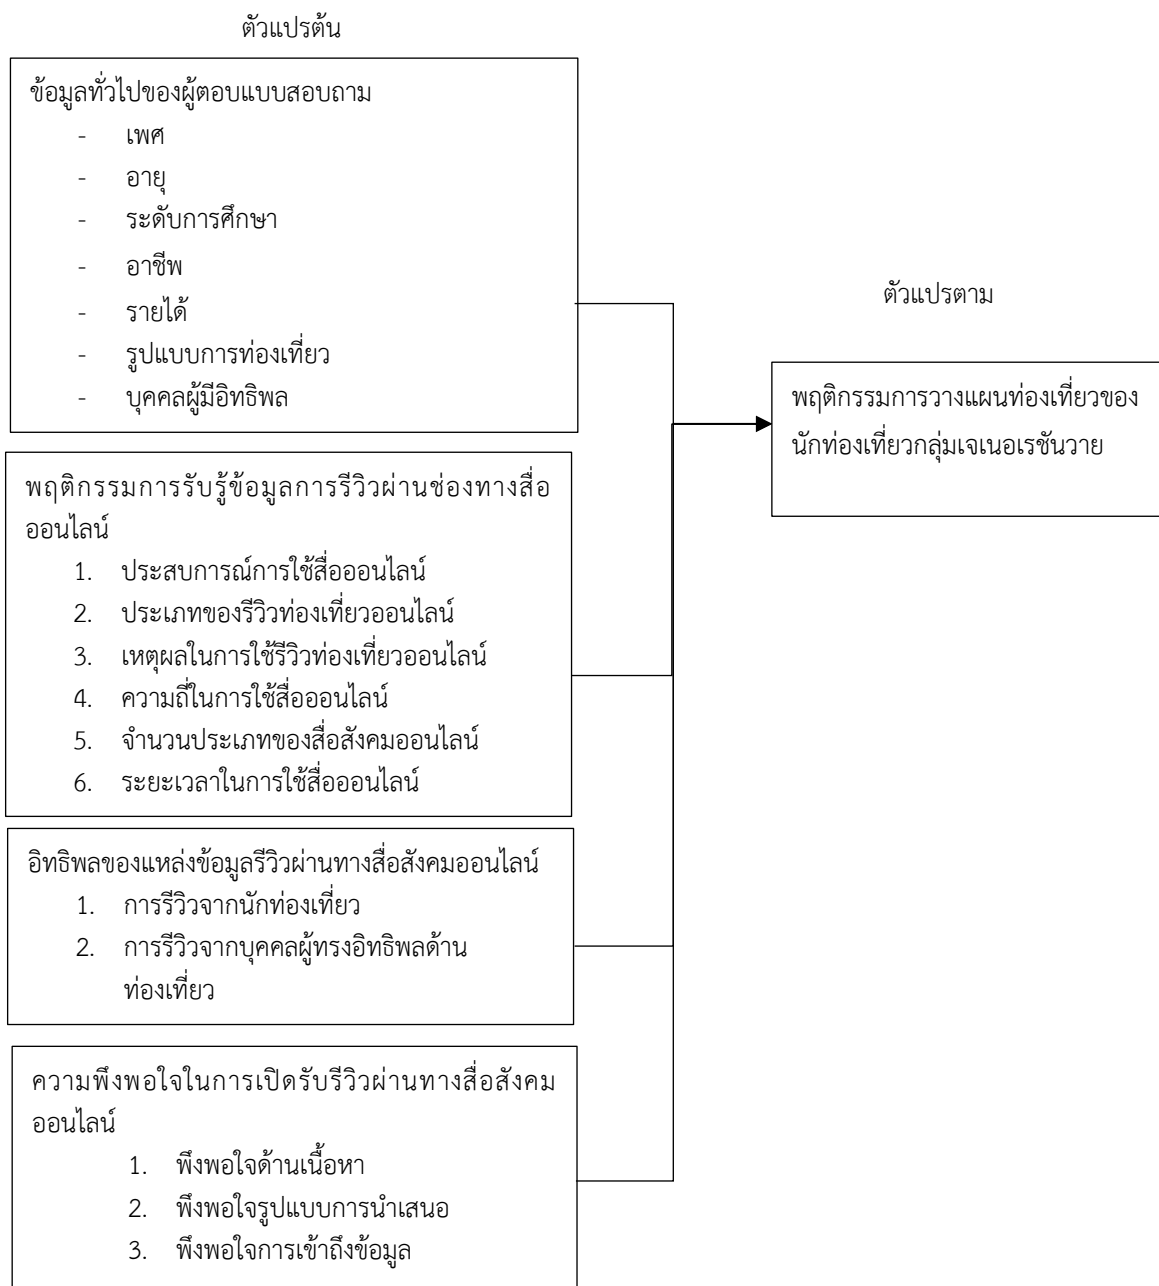 ตัวแปรต้น
ข้อมูลทั่วไปของผู้ตอบแบบสอบถาม
- เพศ
- อายุ
- ระดับการศึกษา
- อาชีพ
- รายได้
- รูปแบบการท่องเที่ยว
- บุคคลผู้มีอิทธิพล
พฤติกรรมการรับรู้ข้อมูลการรีวิวผ่านช่องทางสื่อ
ออนไลน์
1. ประสบการณ์การใช้สื่อออนไลน์
2. ประเภทของรีวิวท่องเที่ยวออนไลน์
3. เหตุผลในการใช้รีวิวท่องเที่ยวออนไลน์
4. ความถี่ในการใช้สื่อออนไลน์
5. จำนวนประเภทของสื่อสังคมออนไลน์
6. ระยะเวลาในการใช้สื่อออนไลน์
อิทธิพลของแหล่งข้อมูลรีวิวผ่านทางสื่อสังคมออนไลน์
1. การรีวิวจากนักท่องเที่ยว
2. การรีวิวจากบุคคลผู้ทรงอิทธิพลด้าน
ท่องเที่ยว
ความพึงพอใจในการเปิดรับรีวิวผ่านทางสื่อสังคม
ออนไลน์
1. พึงพอใจด้านเนื้อหา
2. พึงพอใจรูปแบบการนำเสนอ
3. พึงพอใจการเข้าถึงข้อมูล
ตัวแปรตาม
พฤติกรรมการวางแผนท่องเที่ยวของ
นักท่องเที่ยวกลุ่มเจเนอเรชันวาย